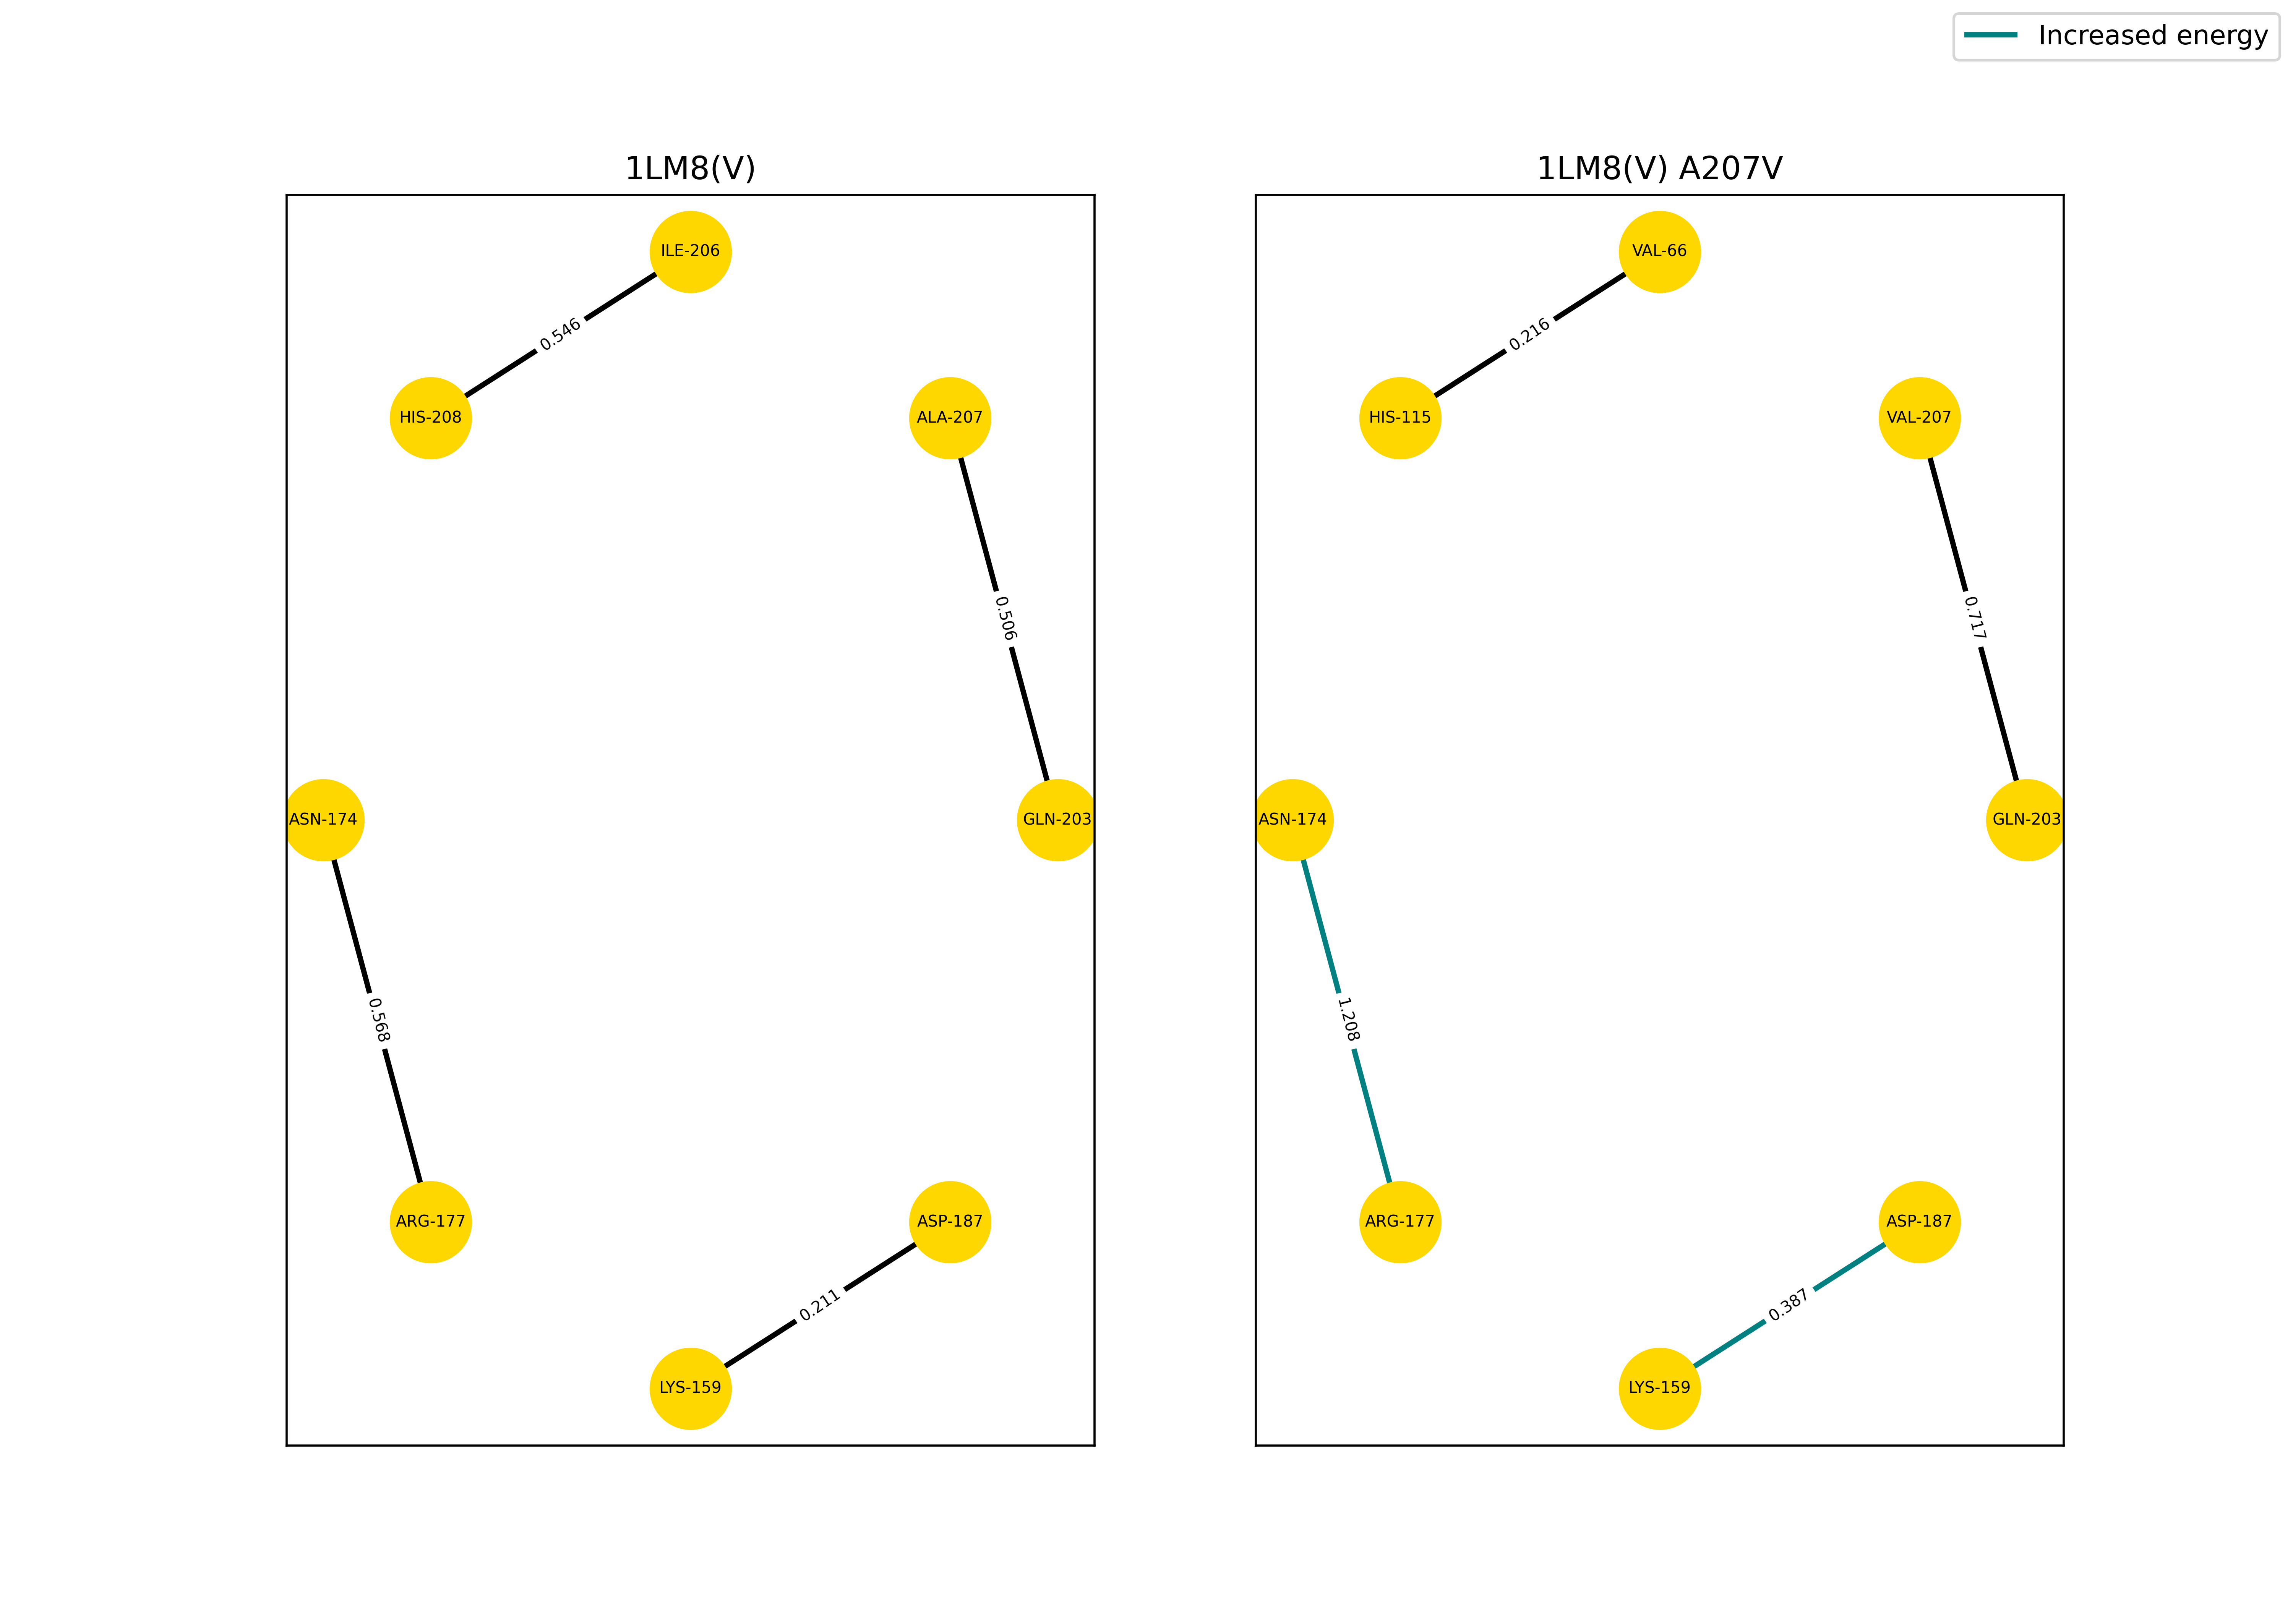 Increased energy
1LM8(V)
ILE-206
0.546
HIS-208
ALA-207
0.506
ASN-174
GLN-203
0.568
ARG-177
ASP-187
0.211
LYS-159
1LM8(V) A207V
VAL-66
0.216
HIS-115
VAL-207
0.717
ASN-174
GLN-203
1.208
ARG-177
ASP-187
0.387
LYS-159